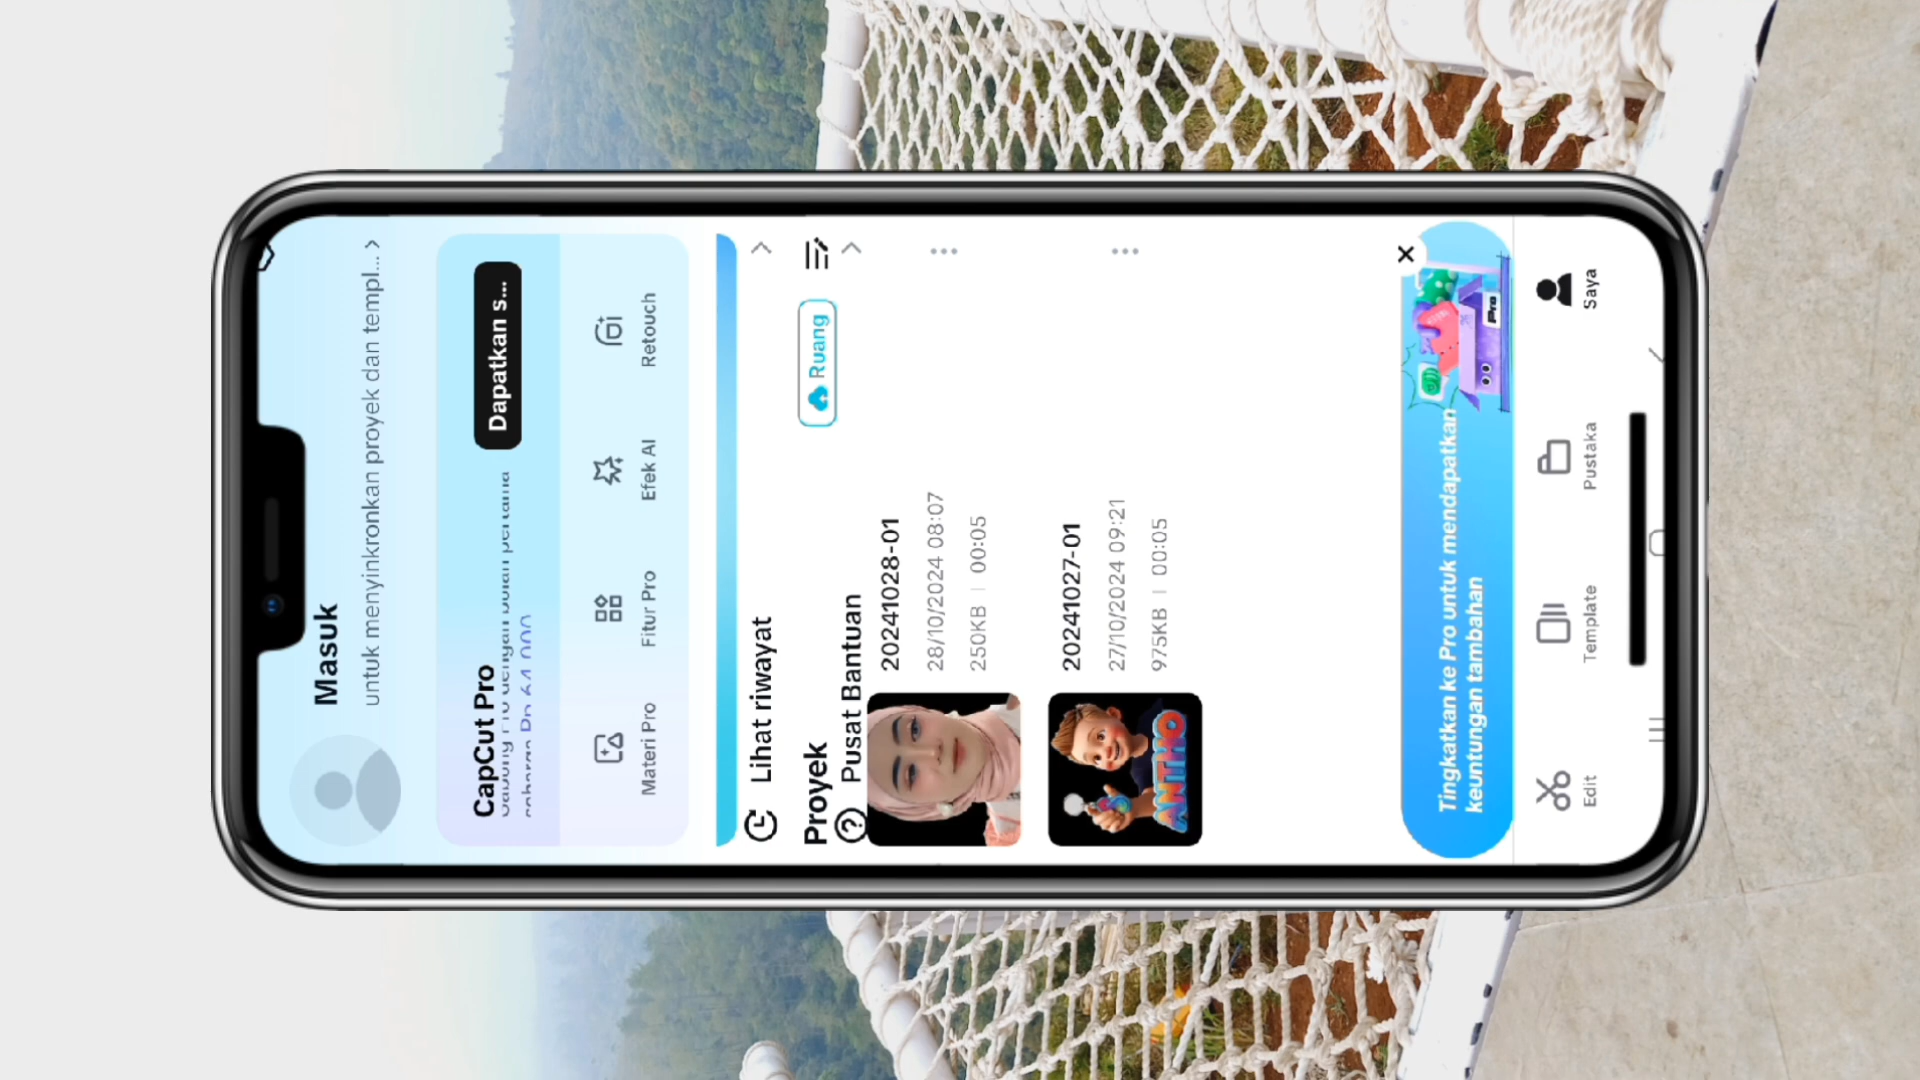 Masuk
untuk menyinkronkan proyek dan templ...
CapCut Pro
Dapatkan s...
Materi Pro
Fitur Pro
Efek AI
Retouch
Lihat riwayat
Proyek
Ruang
Pusat Bantuan
20241028-01
28/10/2024 08:07
250KB | 00:05
20241027-01
27/10/2024 09:21
975KB | 00:05
ANTHO
Tingkatkan ke Pro untuk mendapatkan
keuntungan tambahan
Pro
Edit
Template
Pustaka
Saya